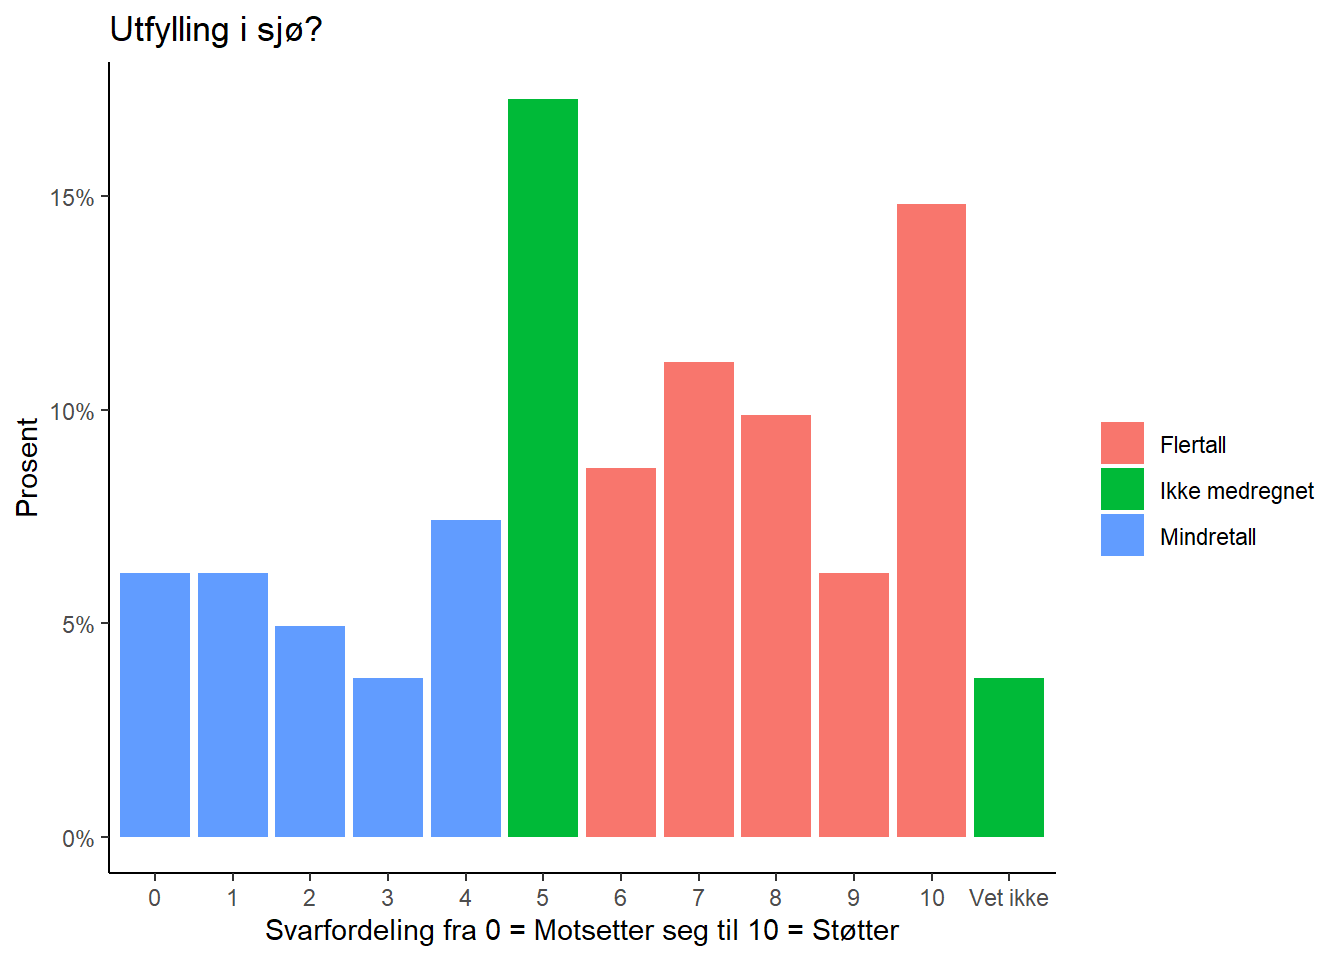 Utfylling i sjø?
Prosent
15%
10%
5%
0%
0 1 2 3 4 5 6 7 8 9 10 Vet ikke
Svarfordeling fra 0 = Motsetter seg til 10 = Støtter
Flertall
Ikke medregnet
Mindretall